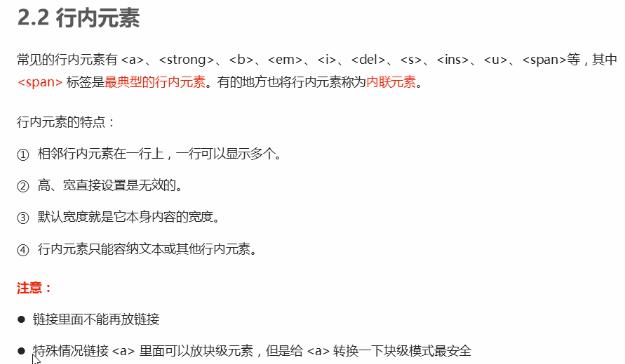 2.2 行内元素
常见的行内元素有 <a>、<strong>、<b>、<em>、<i>、<del>、<s>、<ins>、<u>、<span>等，其中
<span> 标签是最典型的行内元素。有的地方也将行内元素称为内联元素。
行内元素的特点：
① 相邻行内元素在一行上，一行可以显示多个。
② 高、宽直接设置是无效的。
③ 默认宽度就是它本身内容的宽度。
④ 行内元素只能容纳文本或其他行内元素。
注意：
● 链接里面不能再放链接
● 特殊情况链接 <a> 里面可以放块级元素，但是给 <a> 转换一下块级模式最安全